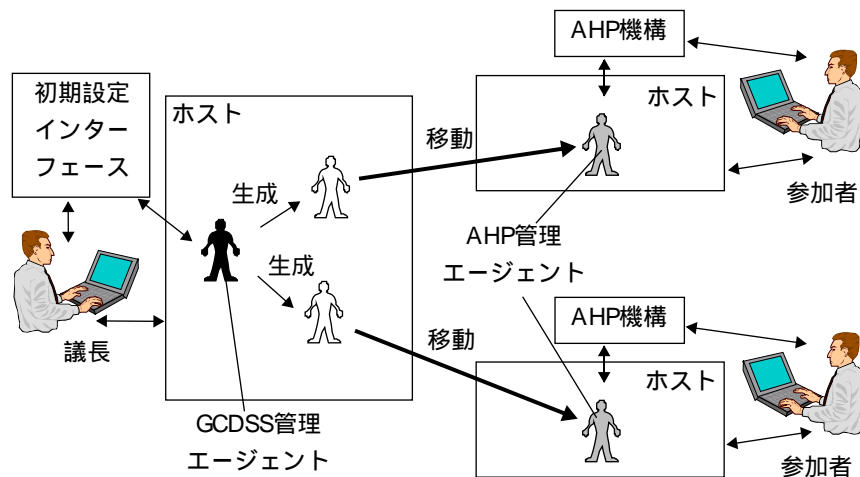 AHP機構
初期設定
インター
フェース
ホスト
ホスト
移動
生成
参加者
AHP管理
エージェント
生成
AHP機構
移動
議長
ホスト
GCDSS管理
エージェント
参加者